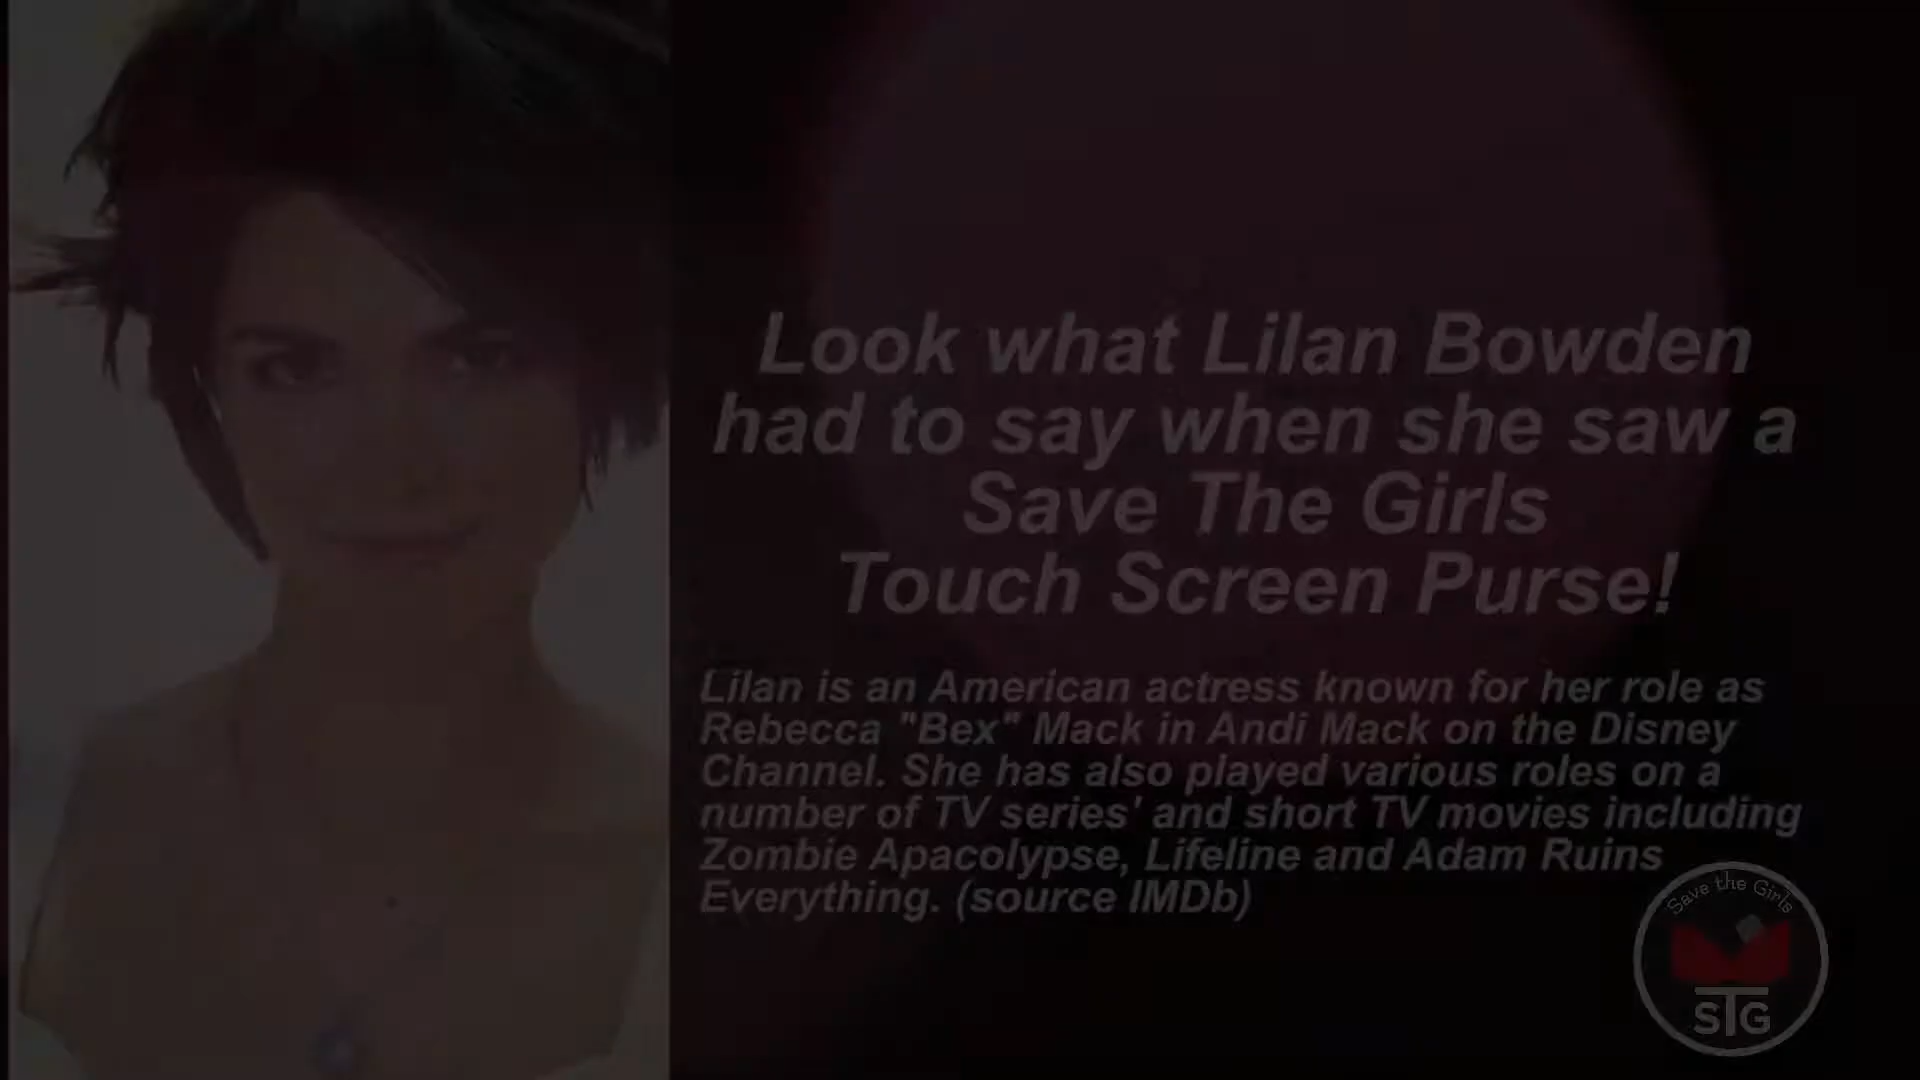 Look what Lilan Bowden
had to say when she saw a
Save The Girls
Touch Screen Purse!
Lilan is an American actress known for her role as
Rebecca "Bex" Mack in Andi Mack on the Disney
Channel. She has also played various roles on a
number of TV series' and short TV movies including
Zombie Apacolypse, Lifeline and Adam Ruins
Everything. (source IMDb)
Save the Girls
STG